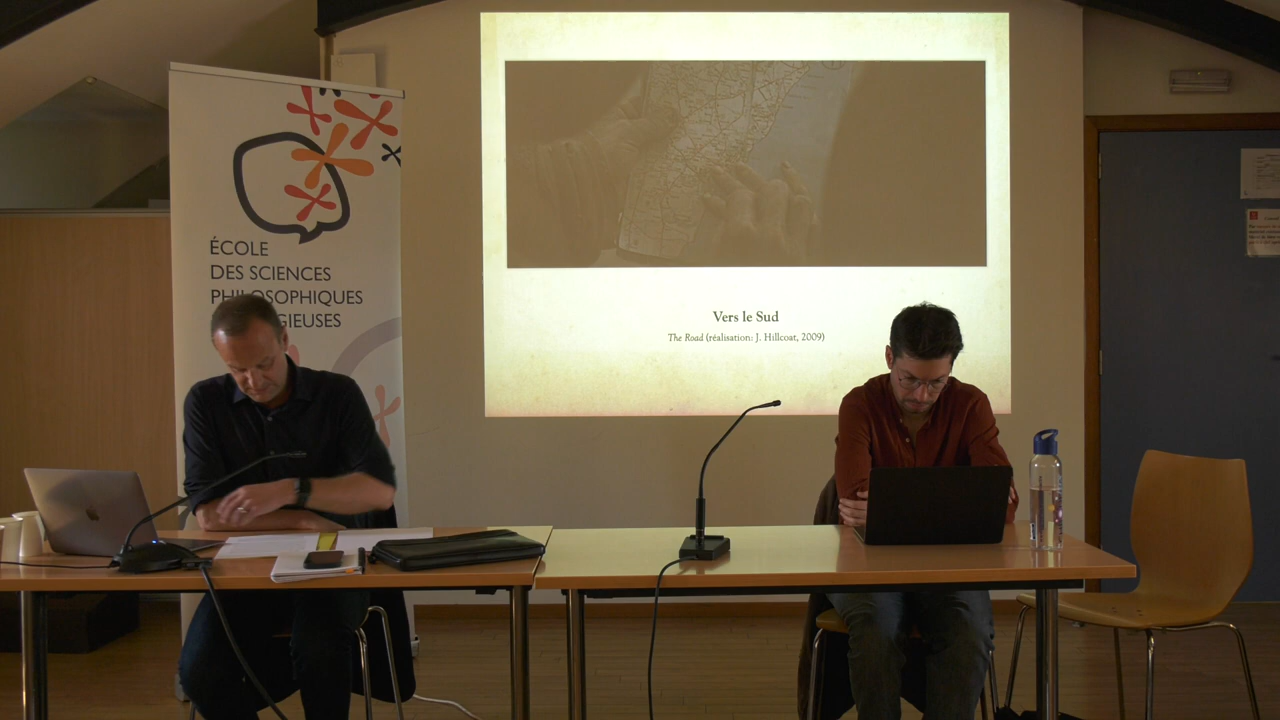 ÉCOLE
DES SCIENCES
PHILOSOPHIQUES
GIEUSES
Vers le Sud
The Road (réalisation: J. Hillcoat, 2009)